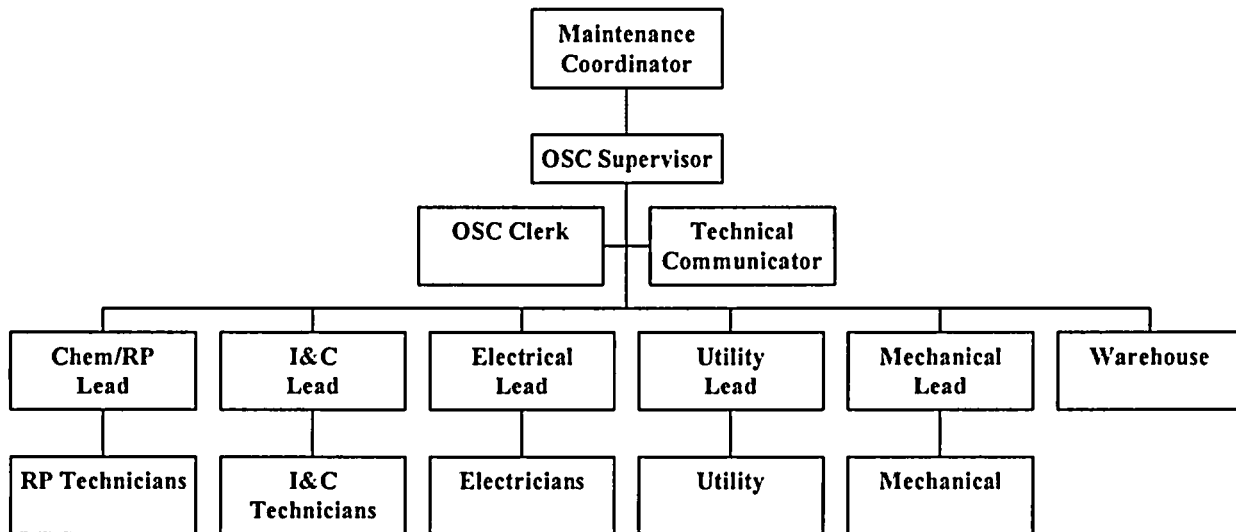 Maintenance
Coordinator
OSC Supervisor
OSC Clerk
Technical
Communicator
Chem/RP
Lead
I&C
Lead
Electrical
Lead
Utility
Lead
Mechanical
Lead
Warehouse
RP Technicians
I&C
Technicians
Electricians
Utility
Mechanical